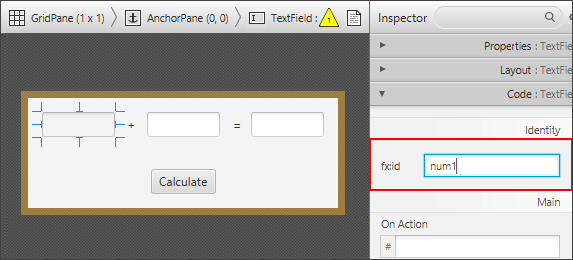 GridPane (1 x 1) AnchorPane (0, 0) TextField : 1 Inspector
Properties : TextFie
Layout : TextFie
Code : TextFie
Identity
+ =
fx:id num1
Calculate
Main
On Action
#